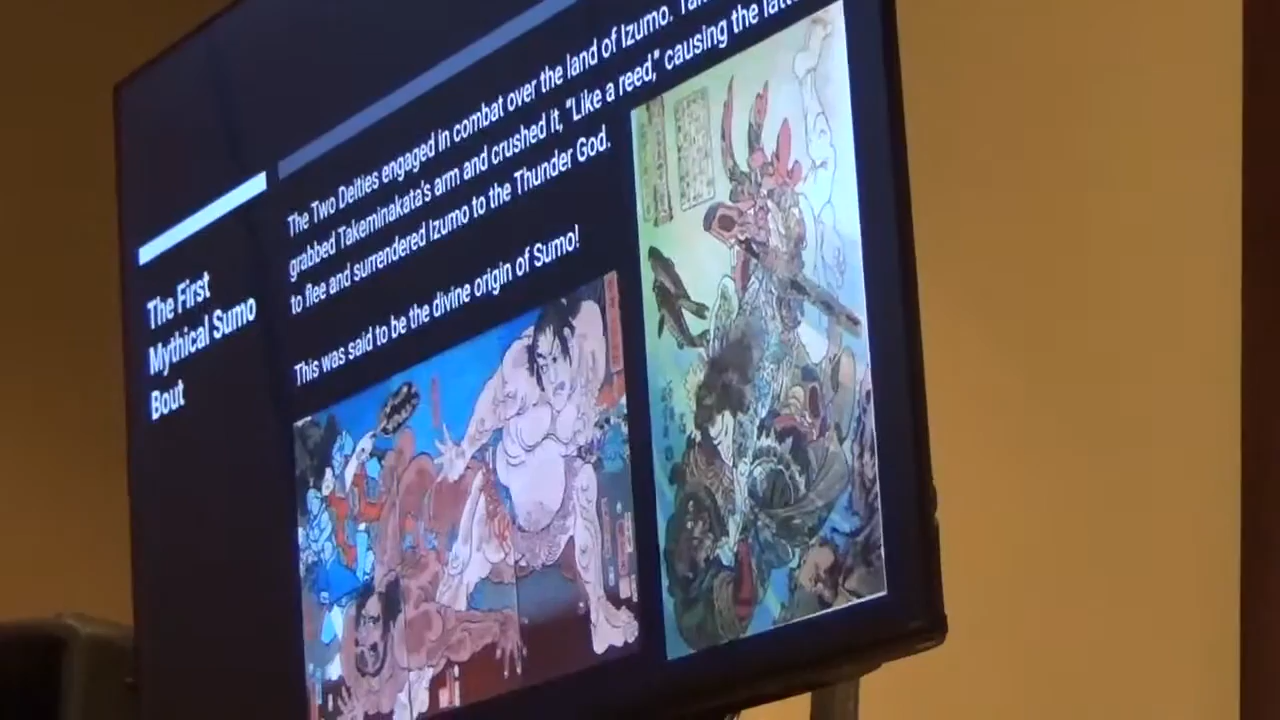 The First
Mythical Sumo
Bout
The Two Deities engaged in combat over the land of Izumo.
grabbed Takeminakata's arm and crushed it, "Like a reed," causing the
to flee and surrendered Izumo to the Thunder God.
This was said to be the divine origin of Sumo!